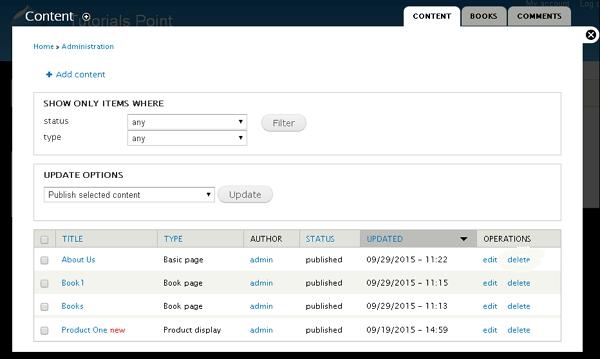 My account Log
Content
Tutorials Point
CONTENT BOOKS COMMENTS
Home » Administration
+ Add content
SHOW ONLY ITEMS WHERE
status any
Filter
type any
UPDATE OPTIONS
Publish selected content Update
TITLE TYPE AUTHOR STATUS UPDATED OPERATIONS
About Us Basic page admin published 09/29/2015 - 11:22 edit delete
Book1 Book page admin published 09/29/2015 - 11:15 edit delete
Books Book page admin published 09/29/2015 - 11:13 edit delete
Product One new Product display admin published 09/19/2015 - 14:59 edit delete